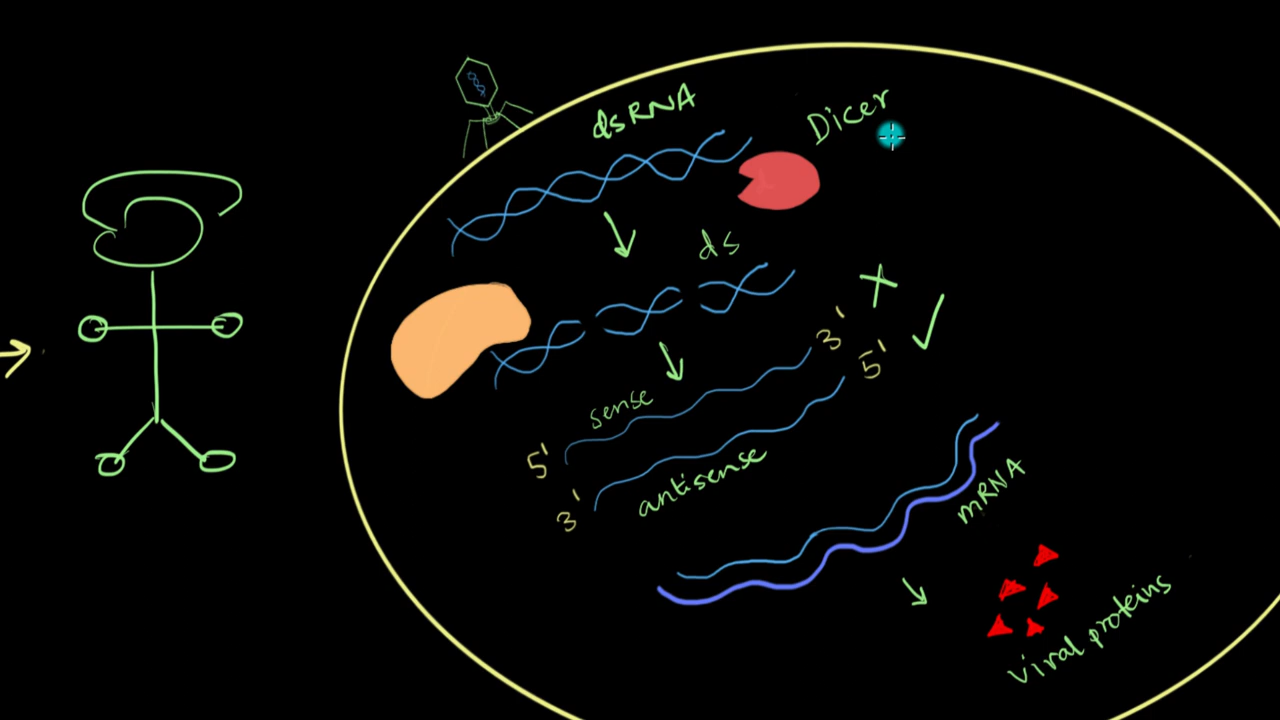 dsRNA
Dicer
ds
3'
5'
sense
5'
antisense
3'
mRNA
viral proteins